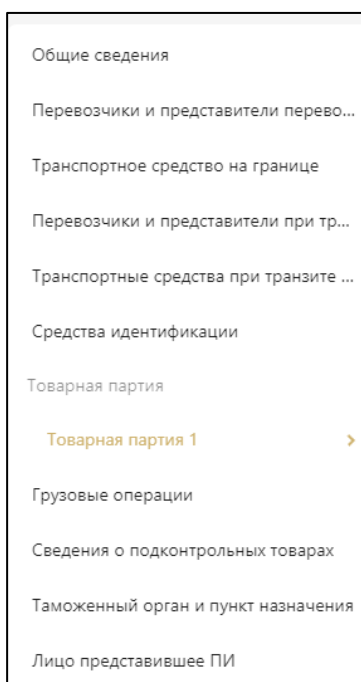 Общие сведения
Перевозчики и представители перево...
Транспортное средство на границе
Перевозчики и представители при тр...
Транспортные средства при транзите ...
Средства идентификации
Товарная партия
Товарная партия 1
Грузовые операции
Сведения о подконтрольных товарах
Таможенный орган и пункт назначения
Лицо представившее ПИ